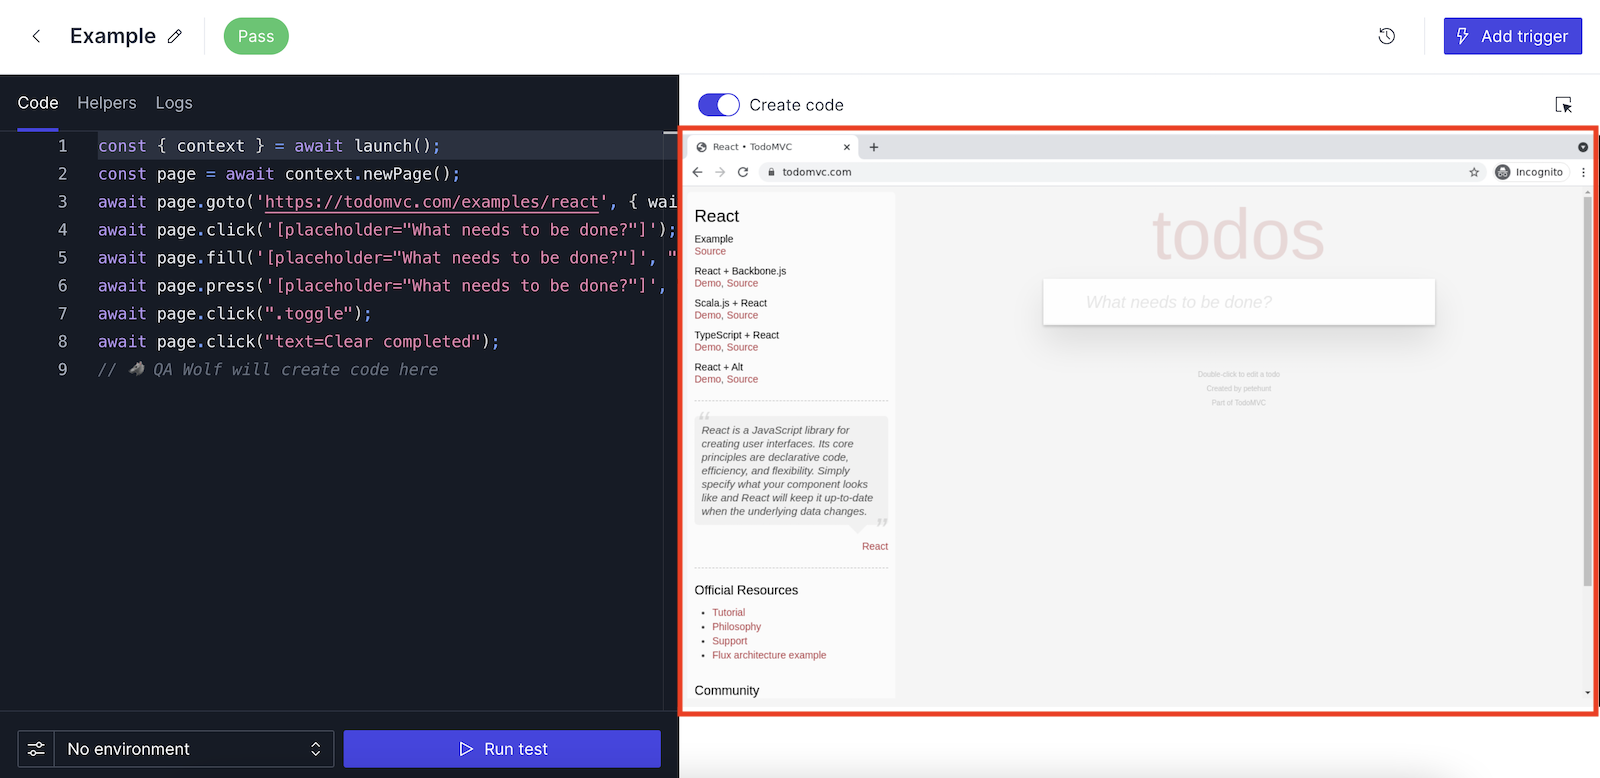 Example
Pass
Add trigger
Code Helpers Logs
Create code
1 const { context } = await launch();
2 const page = await context.newPage();
3 await page.goto('https://todomvc.com/examples/react', { wai
4 await page.click('[placeholder="What needs to be done?"]');
5 await page.fill('[placeholder="What needs to be done?"]', "
6 await page.press('[placeholder="What needs to be done?"]',
7 await page.click(".toggle");
8 await page.click("text=Clear completed");
9 // 🐺 QA Wolf will create code here
No environment
Run test
React • TodoMVC
todomvc.com
Incognito
React
Example
Source
React + Backbone.js
Demo, Source
Scala.js + React
Demo, Source
TypeScript + React
Demo, Source
React + Alt
Demo, Source
“
React is a JavaScript library for
creating user interfaces. Its core
principles are declarative code,
efficiency, and flexibility. Simply
specify what your component looks
like and React will keep it up-to-date
when the underlying data changes.
”
React
Official Resources
• Tutorial
• Philosophy
• Support
• Flux architecture example
Community
todos
What needs to be done?
Double-click to edit a todo
Created by petehunt
Part of TodoMVC